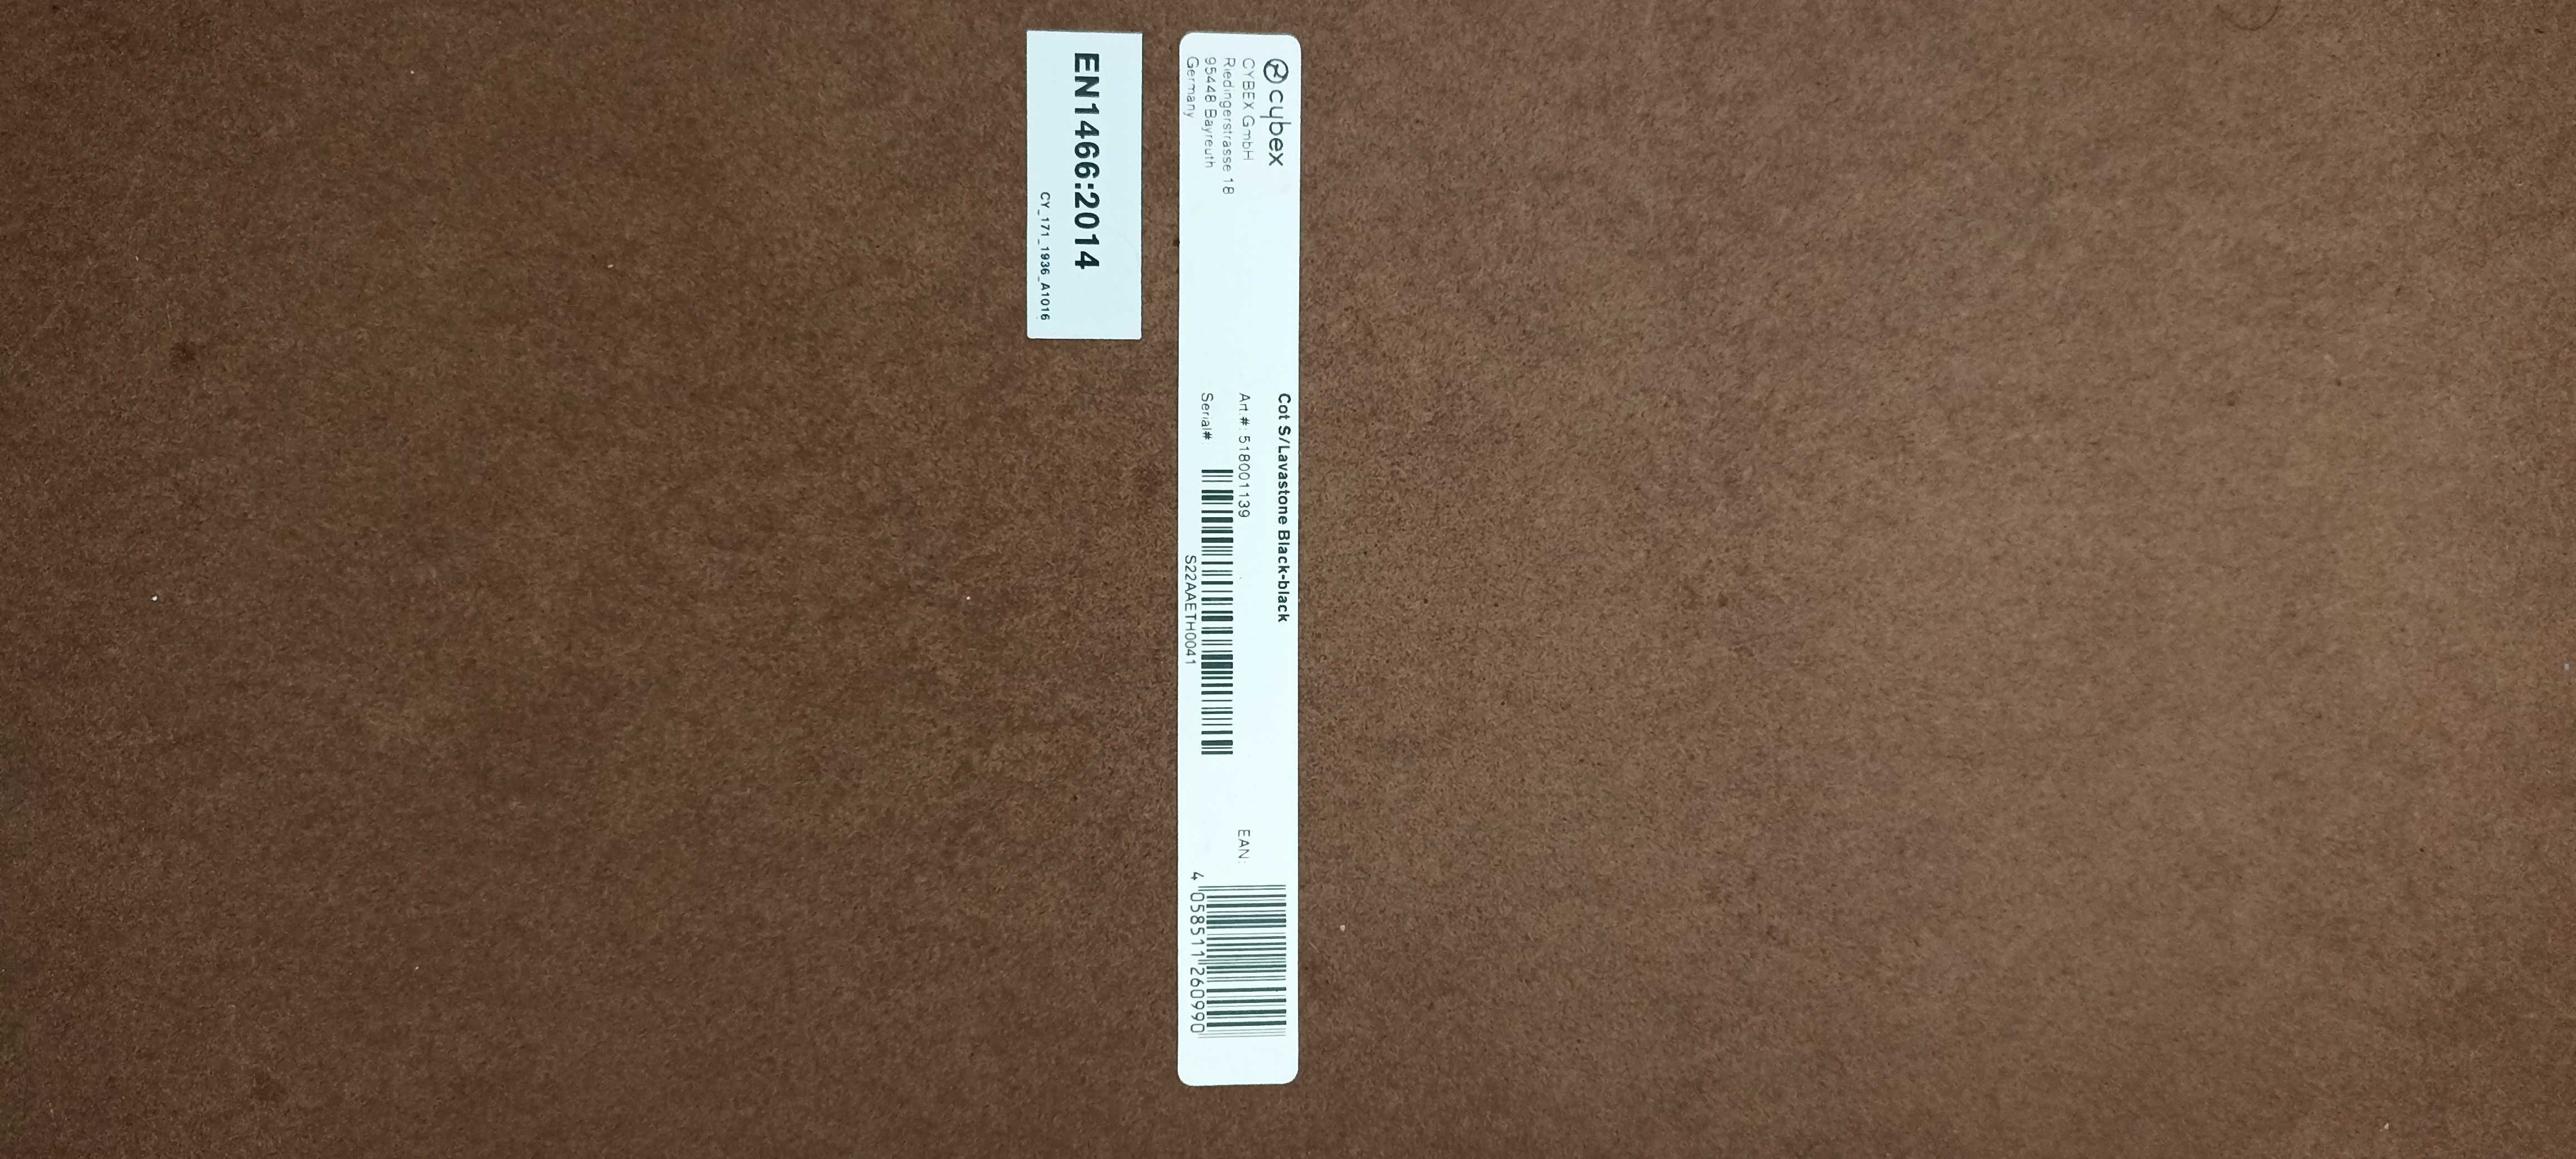 cybex
CYBEX GmbH
Riedingerstrasse 18
95448 Bayreuth
Germany
Cot S/Lavastone Black-black
Art.#: 518001139
Serial#
S22AAETH0041
EAN:
4 058511 260990
EN1466:2014
CY_171_1936_A1016